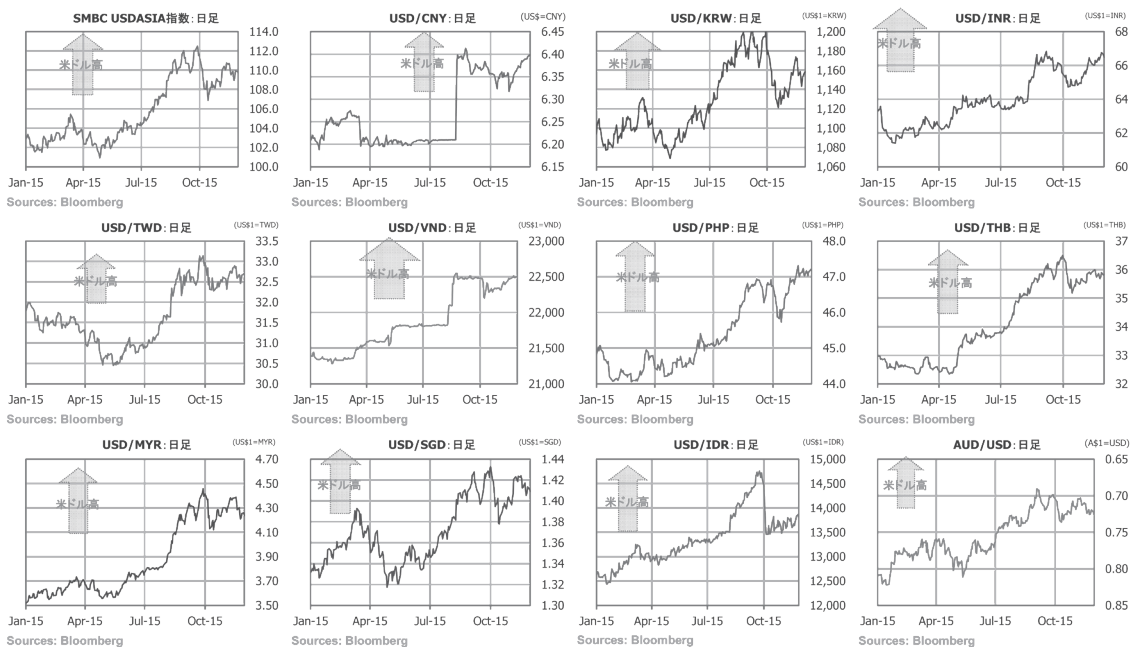 SMBC USDASIA指数：日足
114.0
112.0
110.0
108.0
106.0
104.0
102.0
100.0
米ドル高
Jan-15 Apr-15 Jul-15 Oct-15
Sources: Bloomberg
USD/CNY：日足
(US$=CNY)
6.45
6.40
6.35
6.30
6.25
6.20
6.15
米ドル高
Jan-15 Apr-15 Jul-15 Oct-15
Sources: Bloomberg
USD/KRW：日足
(US$1=KRW)
1,200
1,180
1,160
1,140
1,120
1,100
1,080
1,060
米ドル高
Jan-15 Apr-15 Jul-15 Oct-15
Sources: Bloomberg
USD/INR：日足
(US$1=INR)
68
66
64
62
60
米ドル高
Jan-15 Apr-15 Jul-15 Oct-15
Sources: Bloomberg
USD/TWD：日足
(US$1=TWD)
33.5
33.0
32.5
32.0
31.5
31.0
30.5
30.0
米ドル高
Jan-15 Apr-15 Jul-15 Oct-15
Sources: Bloomberg
USD/VND：日足
(US$1=VND)
23,000
22,500
22,000
21,500
21,000
米ドル高
Jan-15 Apr-15 Jul-15 Oct-15
Sources: Bloomberg
USD/PHP：日足
(US$1=PHP)
48.0
47.0
46.0
45.0
44.0
米ドル高
Jan-15 Apr-15 Jul-15 Oct-15
Sources: Bloomberg
USD/THB：日足
(US$1=THB)
37
36
35
34
33
32
米ドル高
Jan-15 Apr-15 Jul-15 Oct-15
Sources: Bloomberg
USD/MYR：日足
(US$1=MYR)
4.70
4.50
4.30
4.10
3.90
3.70
3.50
米ドル高
Jan-15 Apr-15 Jul-15 Oct-15
Sources: Bloomberg
USD/SGD：日足
(US$1=SGD)
1.44
1.42
1.40
1.38
1.36
1.34
1.32
1.30
米ドル高
Jan-15 Apr-15 Jul-15 Oct-15
Sources: Bloomberg
USD/IDR：日足
(US$1=IDR)
15,000
14,500
14,000
13,500
13,000
12,500
12,000
米ドル高
Jan-15 Apr-15 Jul-15 Oct-15
Sources: Bloomberg
AUD/USD：日足
(A$1=USD)
0.65
0.70
0.75
0.80
0.85
米ドル高
Jan-15 Apr-15 Jul-15 Oct-15
Sources: Bloomberg